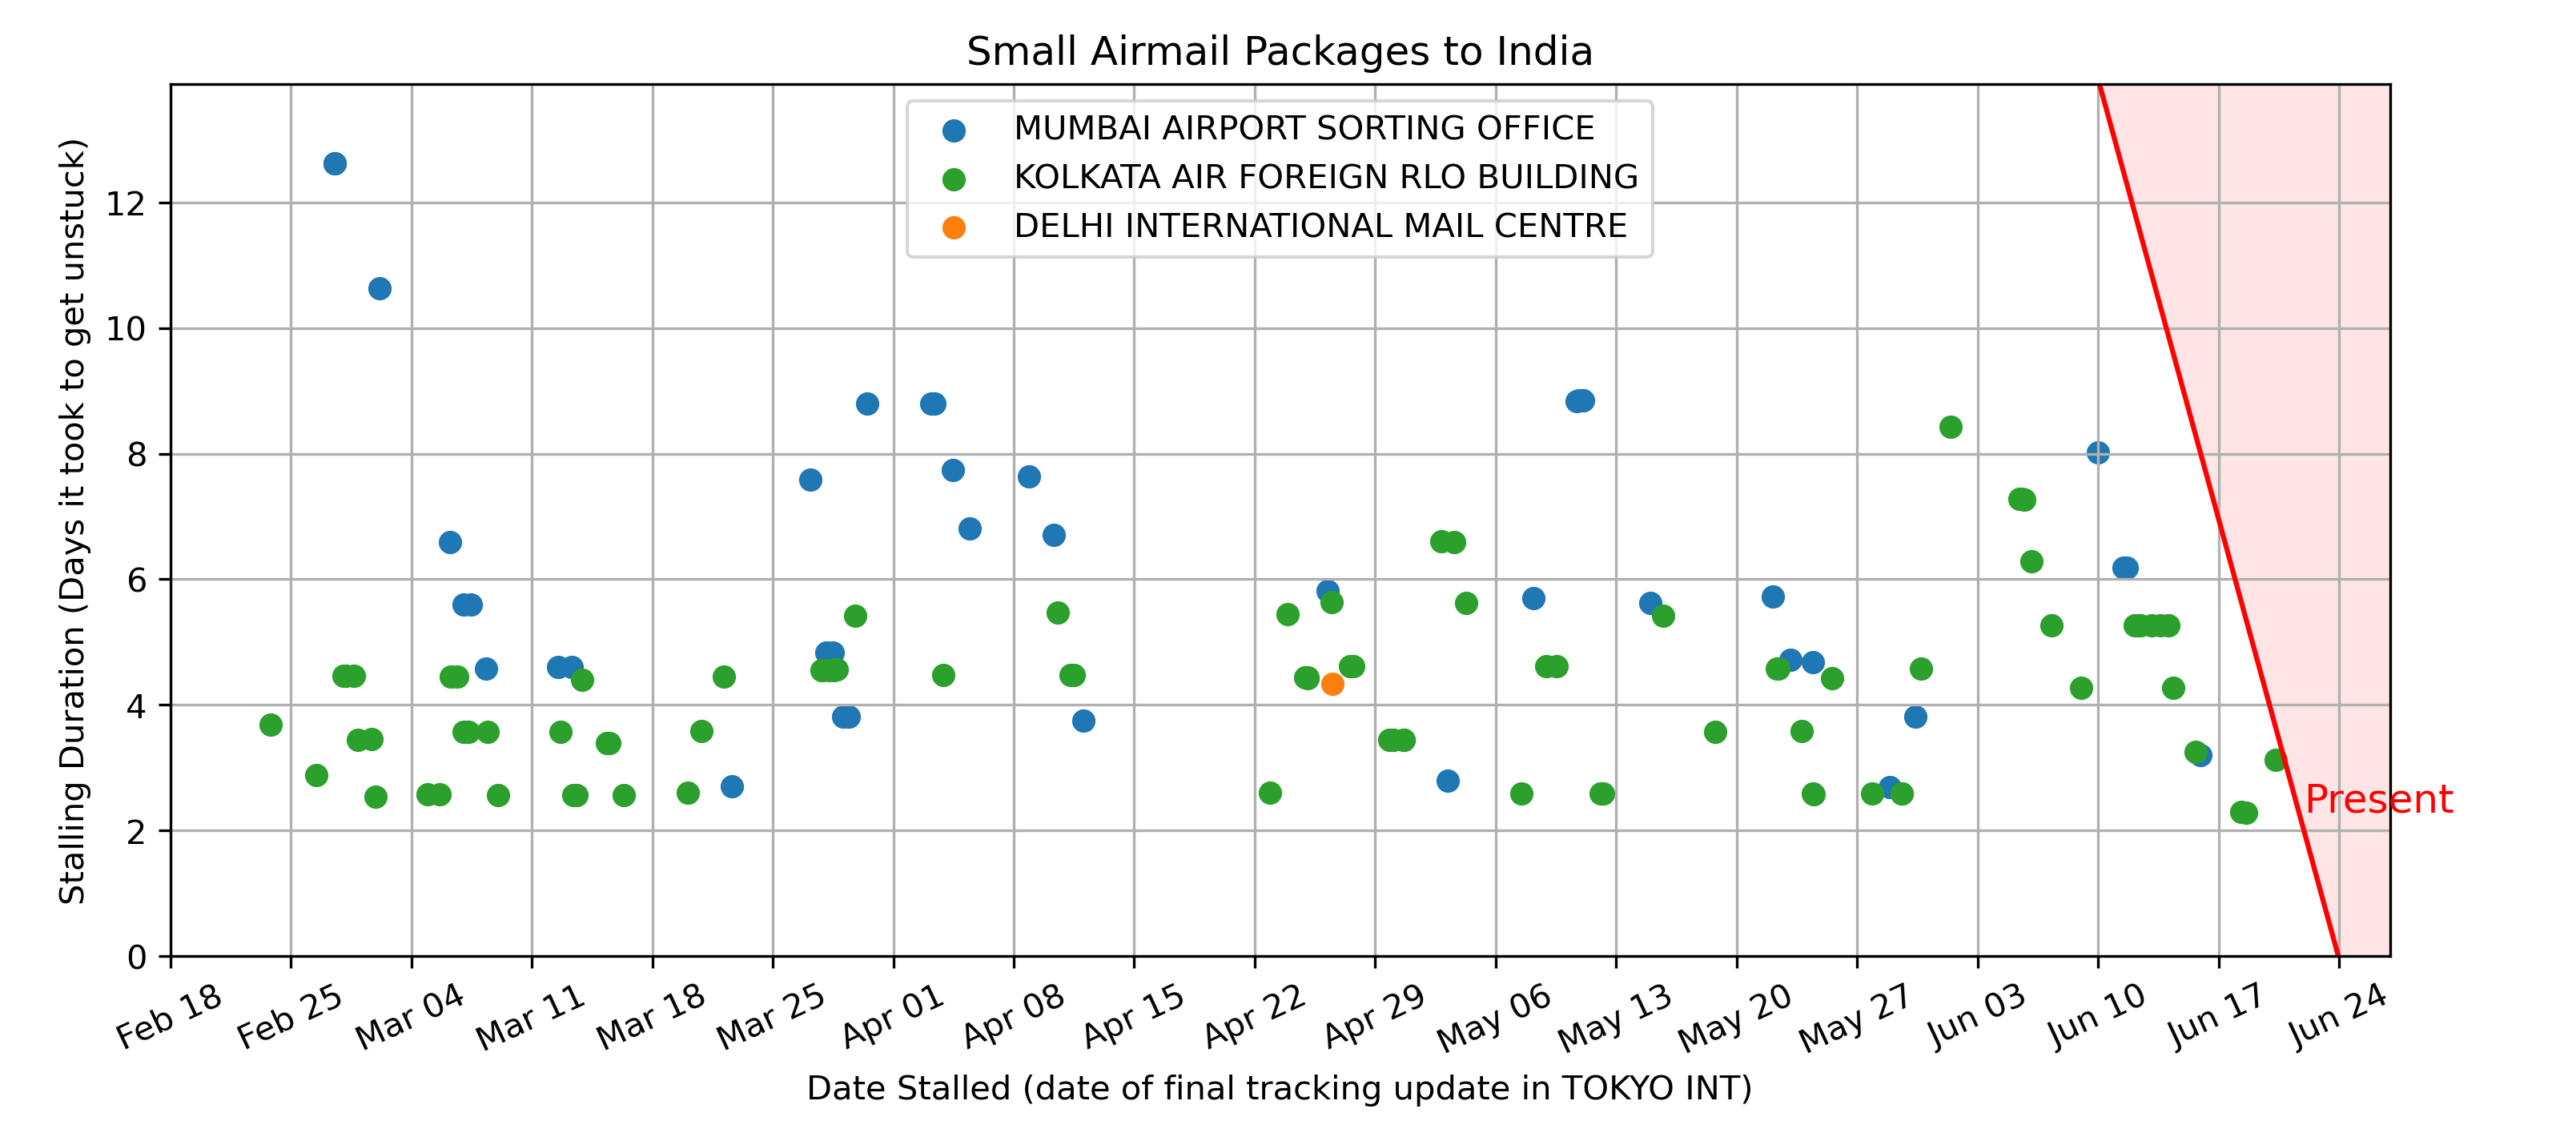 Small Airmail Packages to India
MUMBAI AIRPORT SORTING OFFICE
KOLKATA AIR FOREIGN RLO BUILDING
DELHI INTERNATIONAL MAIL CENTRE
Stalling Duration (Days it took to get unstuck)
12
10
8
6
4
2
0
Present
Feb 18 Feb 25 Mar 04 Mar 11 Mar 18 Mar 25 Apr 01 Apr 08 Apr 15 Apr 22 Apr 29 May 06 May 13 May 20 May 27 Jun 03 Jun 10 Jun 17 Jun 24
Date Stalled (date of final tracking update in TOKYO INT)